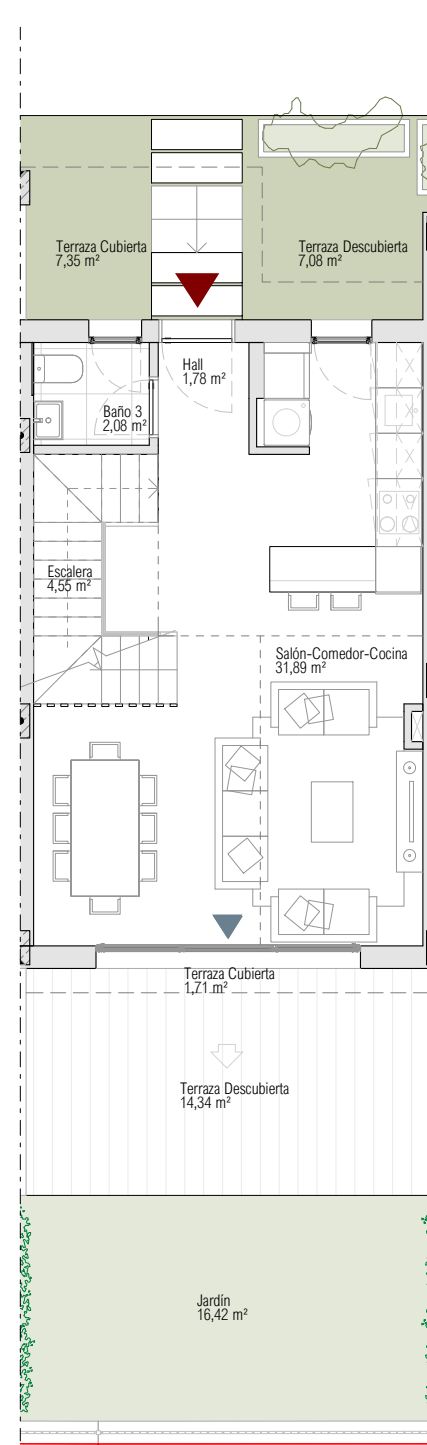 Terraza Cubierta
7,35 m²
Terraza Descubierta
7,08 m²
Hall
1,78 m²
Baño 3
2,08 m²
Escalera
4,55 m²
Salón-Comedor-Cocina
31,89 m²
Terraza Cubierta
1,71 m²
Terraza Descubierta
14,34 m²
Jardín
16,42 m²